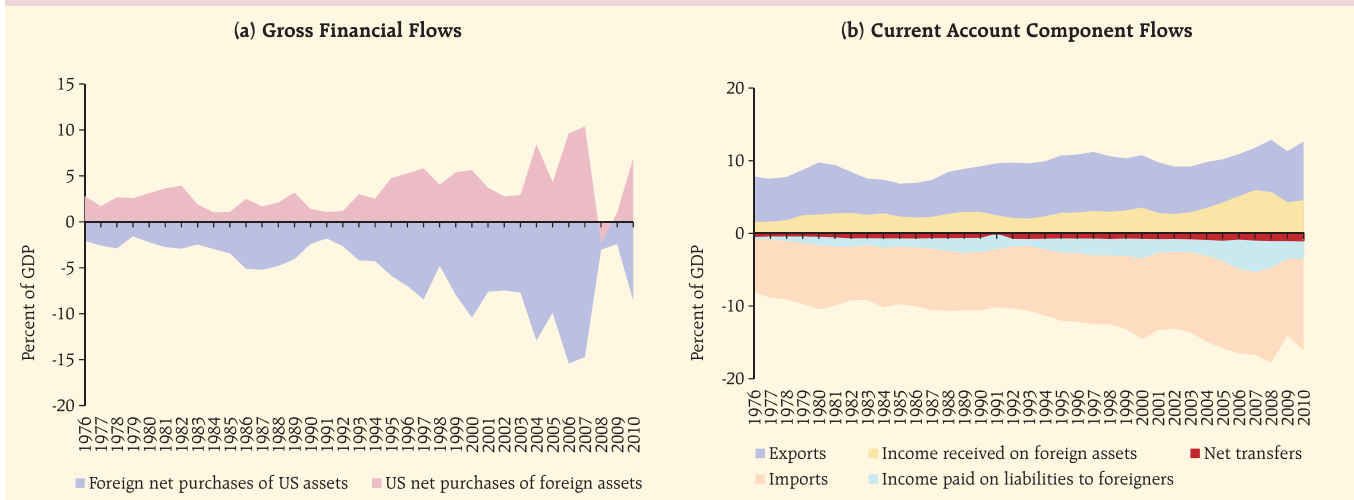 (a) Gross Financial Flows
15
10
5
0
-5
-10
-15
-20
Percent of GDP
1976 1977 1978 1979 1980 1981 1982 1983 1984 1985 1986 1987 1988 1989 1990 1991 1992 1993 1994 1995 1996 1997 1998 1999 2000 2001 2002 2003 2004 2005 2006 2007 2008 2009 2010
Foreign net purchases of US assets US net purchases of foreign assets
(b) Current Account Component Flows
20
10
0
-10
-20
Percent of GDP
1976 1977 1978 1979 1980 1981 1982 1983 1984 1985 1986 1987 1988 1989 1990 1991 1992 1993 1994 1995 1996 1997 1998 1999 2000 2001 2002 2003 2004 2005 2006 2007 2008 2009 2010
Exports Income received on foreign assets Net transfers
Imports Income paid on liabilities to foreigners